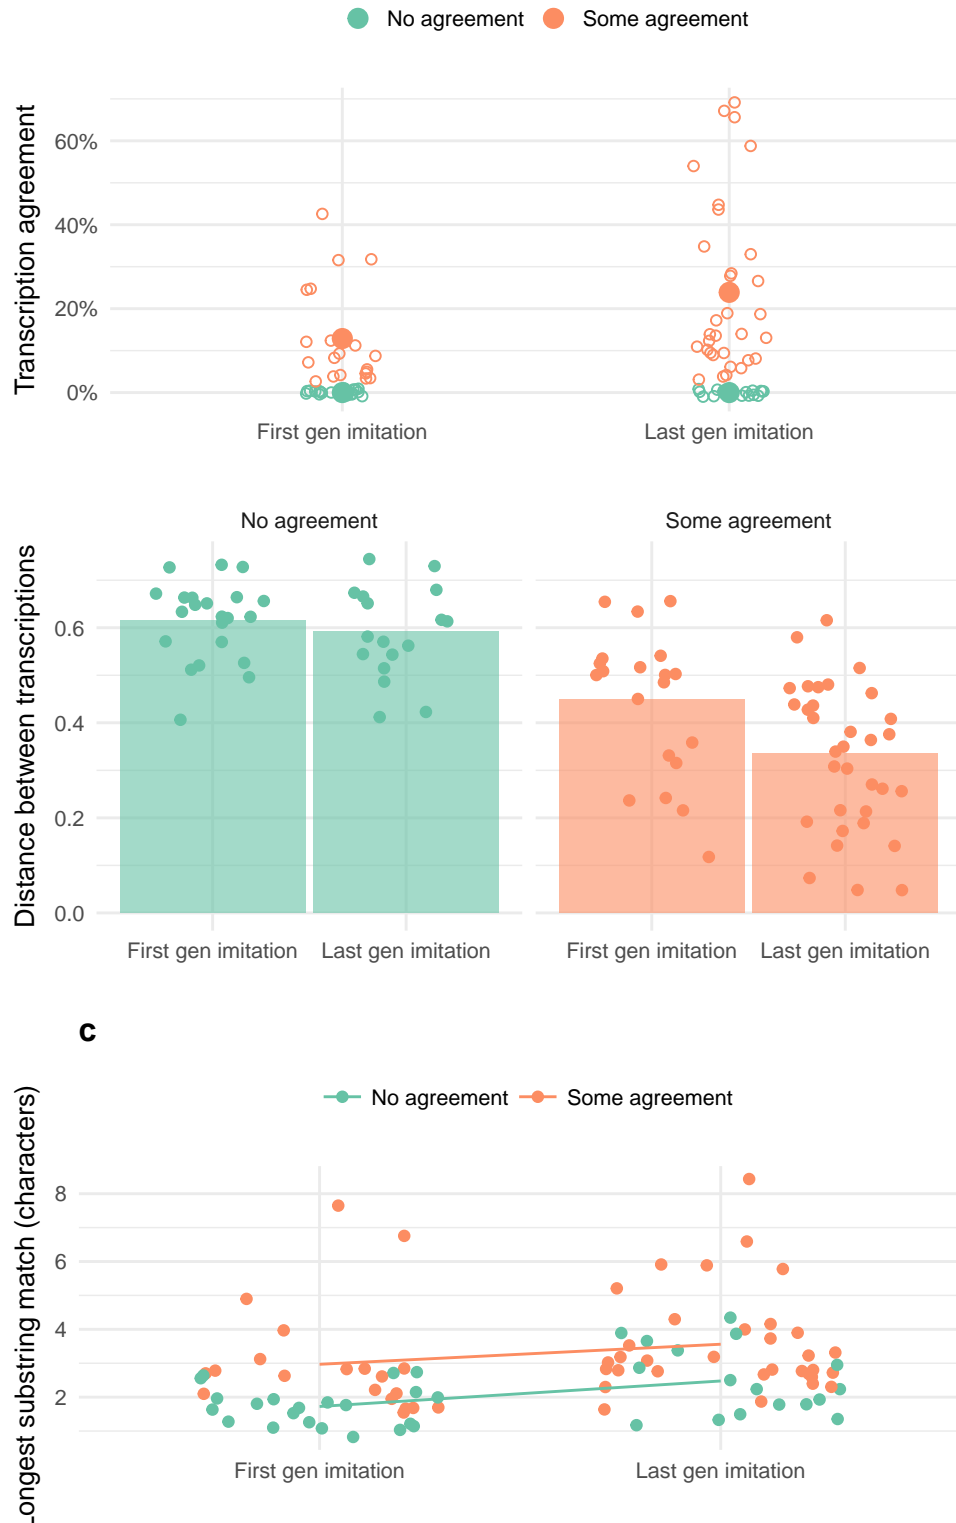 No agreement Some agreement
Transcription agreement
60%
40%
20%
0%
First gen imitation Last gen imitation
No agreement Some agreement
Distance between transcriptions
0.6
0.4
0.2
0.0
First gen imitation Last gen imitation First gen imitation Last gen imitation
c
No agreement Some agreement
Longest substring match (characters)
8
6
4
2
First gen imitation Last gen imitation